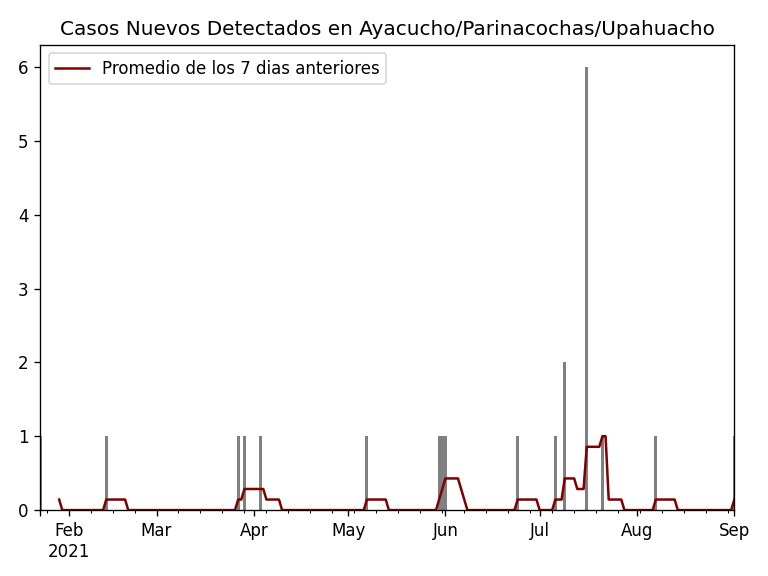 Casos Nuevos Detectados en Ayacucho/Parinacochas/Upahuacho
Promedio de los 7 dias anteriores
6
5
4
3
2
1
0
Feb Mar Apr May Jun Jul Aug Sep
2021